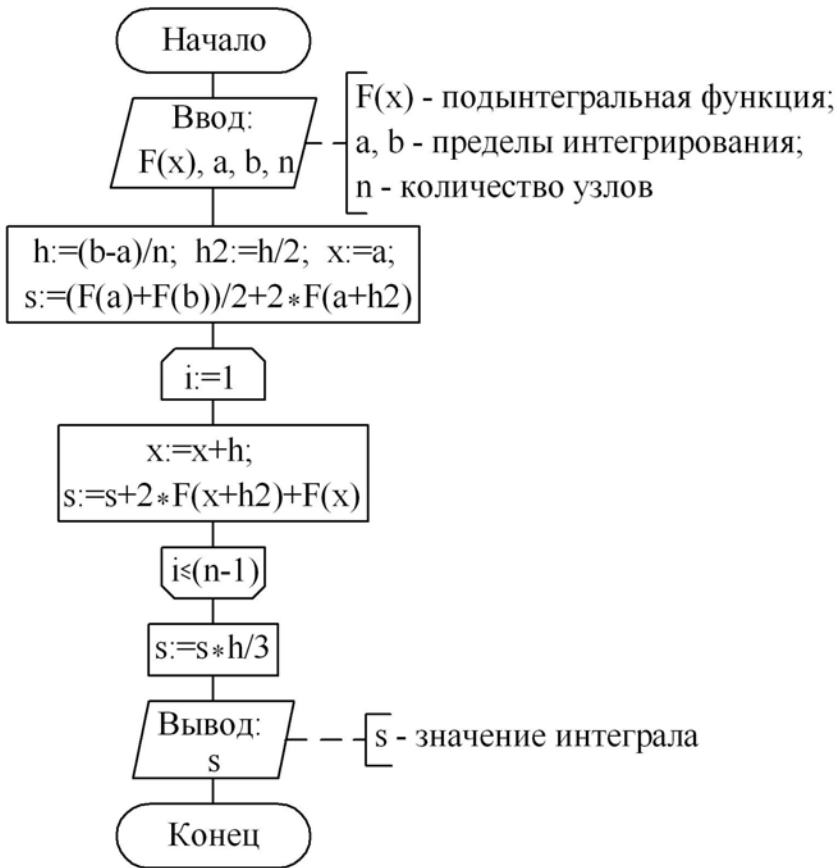 Начало
Ввод:
F(x), a, b, n
F(x) - подынтегральная функция;
a, b - пределы интегрирования;
n - количество узлов
h:=(b-a)/n; h2:=h/2; x:=a;
s:=(F(a)+F(b))/2+2*F(a+h2)
i:=1
x:=x+h;
s:=s+2*F(x+h2)+F(x)
i≤(n-1)
s:=s*h/3
Вывод:
s
s - значение интеграла
Конец